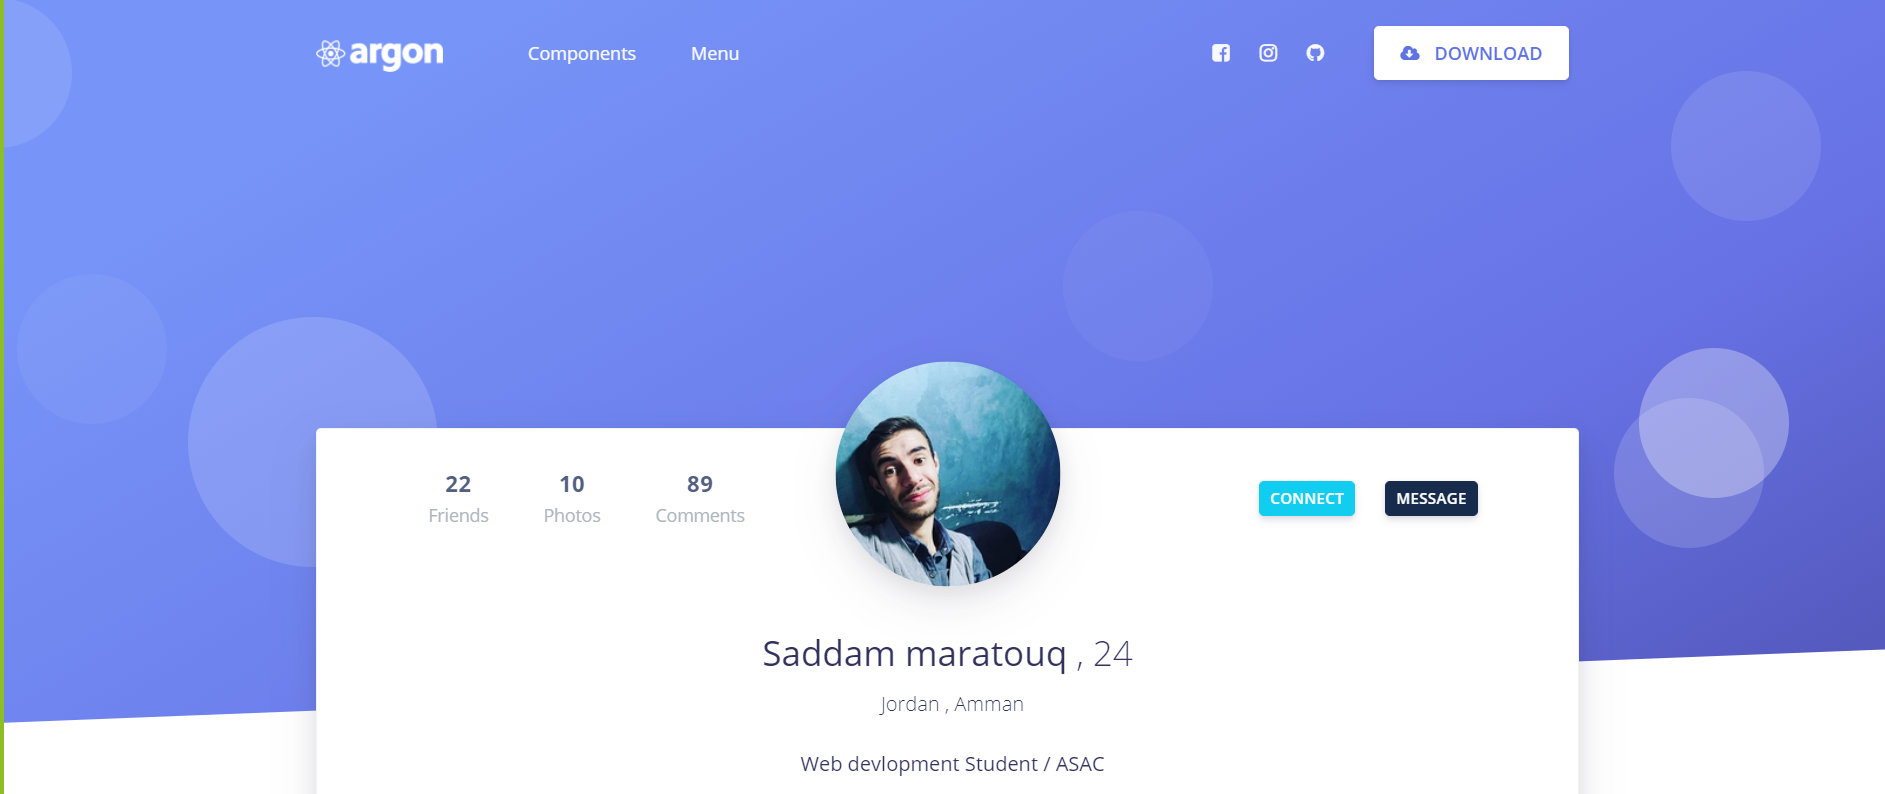 argon
Components
Menu
DOWNLOAD
22
Friends
10
Photos
89
Comments
CONNECT
MESSAGE
Saddam maratouq , 24
Jordan , Amman
Web devlopment Student / ASAC